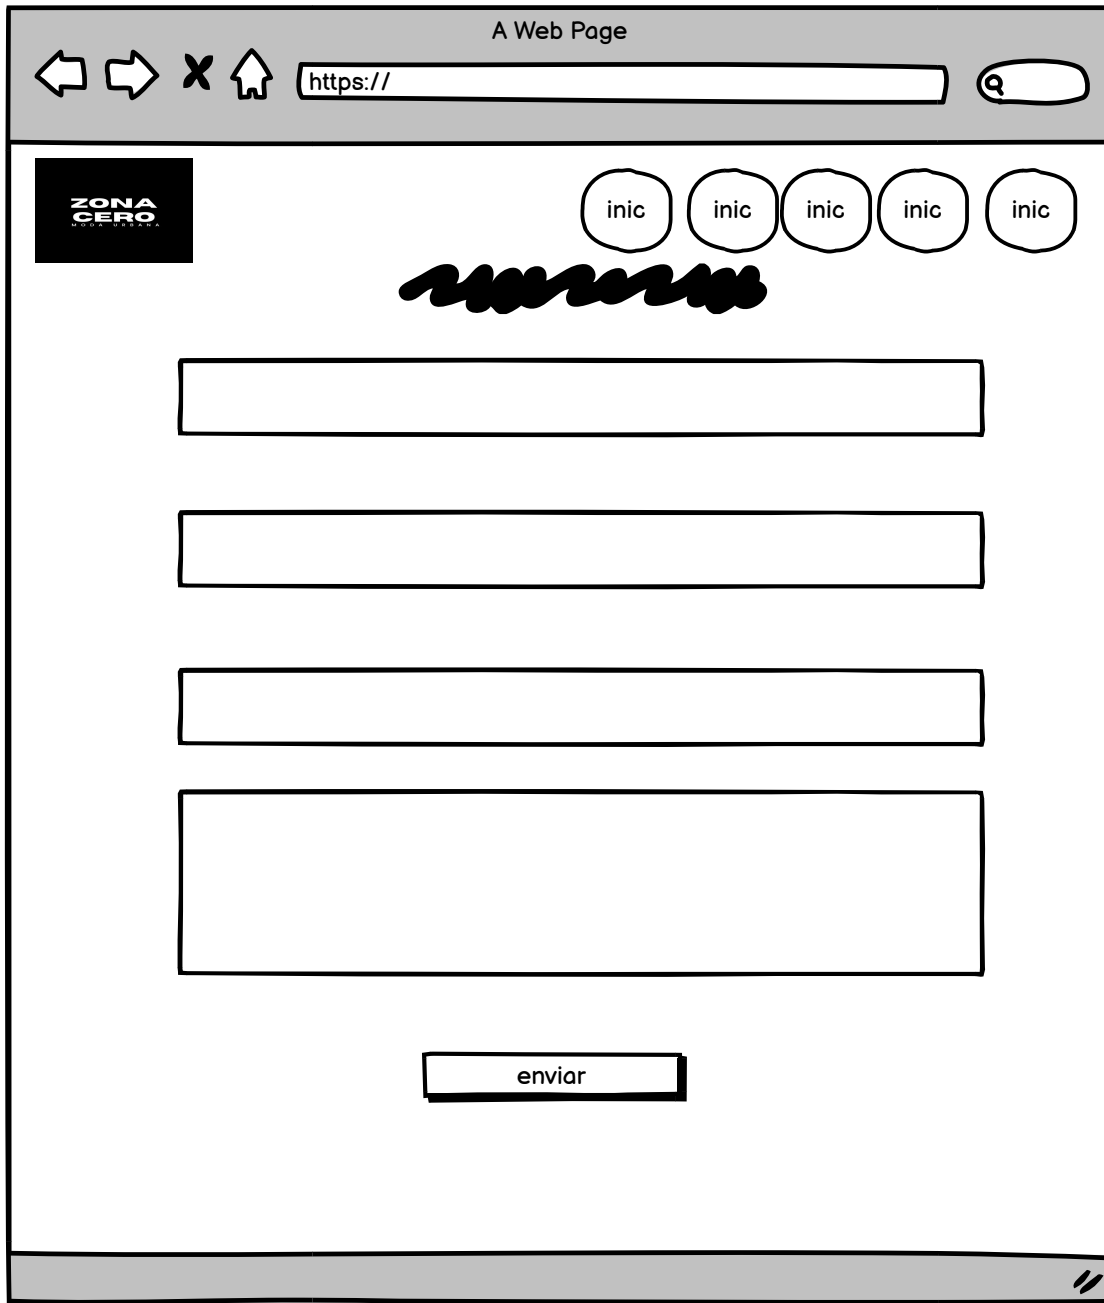 A Web Page
https://
ZONA
CERO
MODA URBANA
inic inic inic inic inic
enviar